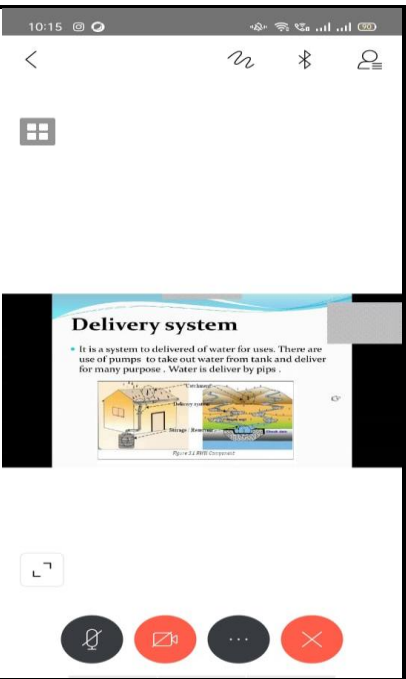 10:15
90
Delivery system
It is a system to delivered of water for uses. There are
use of pumps to take out water from tank and deliver
for many purpose . Water is deliver by pips .
Catchment
Delivery system
Storage